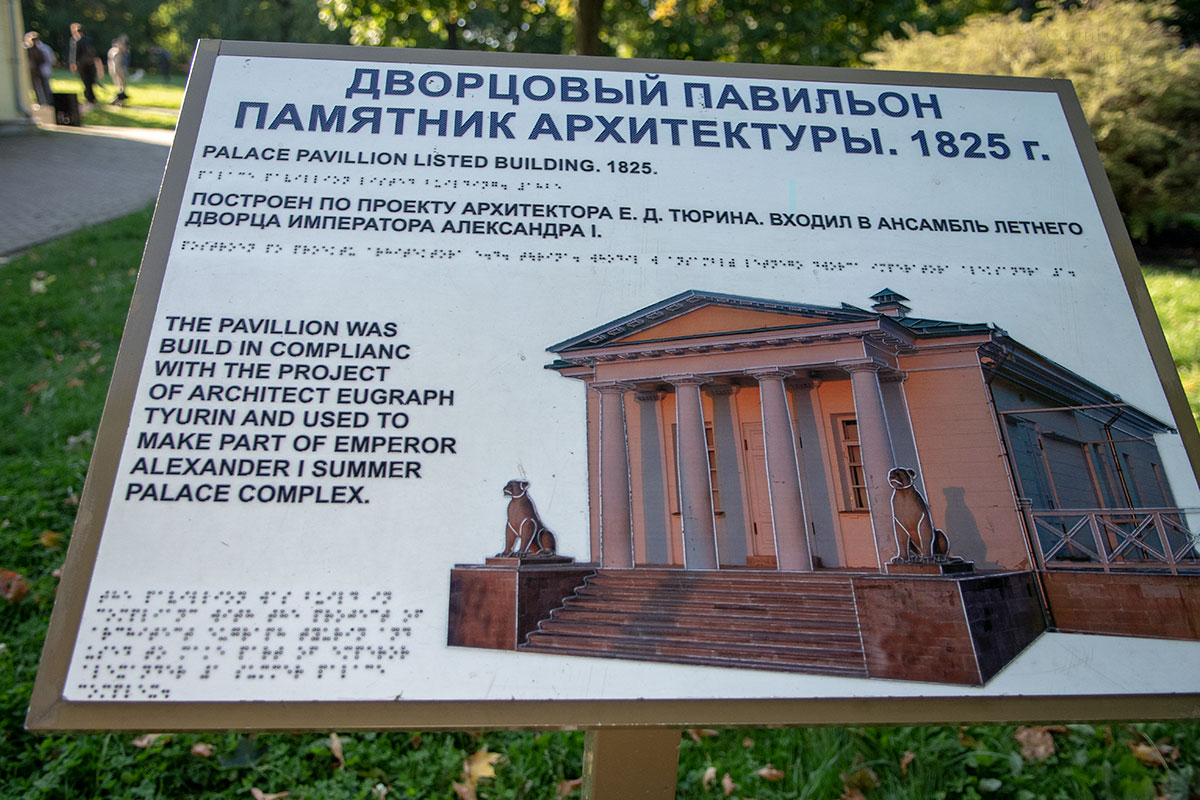 ДВОРЦОВЫЙ ПАВИЛЬОН
ПАМЯТНИК АРХИТЕКТУРЫ. 1825 г.
PALACE PAVILLION LISTED BUILDING. 1825.
ПОСТРОЕН ПО ПРОЕКТУ АРХИТЕКТОРА Е. Д. ТЮРИНА. ВХОДИЛ В АНСАМБЛЬ ЛЕТНЕГО
ДВОРЦА ИМПЕРАТОРА АЛЕКСАНДРА I.
THE PAVILLION WAS
BUILD IN COMPLIANC
WITH THE PROJECT
OF ARCHITECT EUGRAPH
TYURIN AND USED TO
MAKE PART OF EMPEROR
ALEXANDER I SUMMER
PALACE COMPLEX.